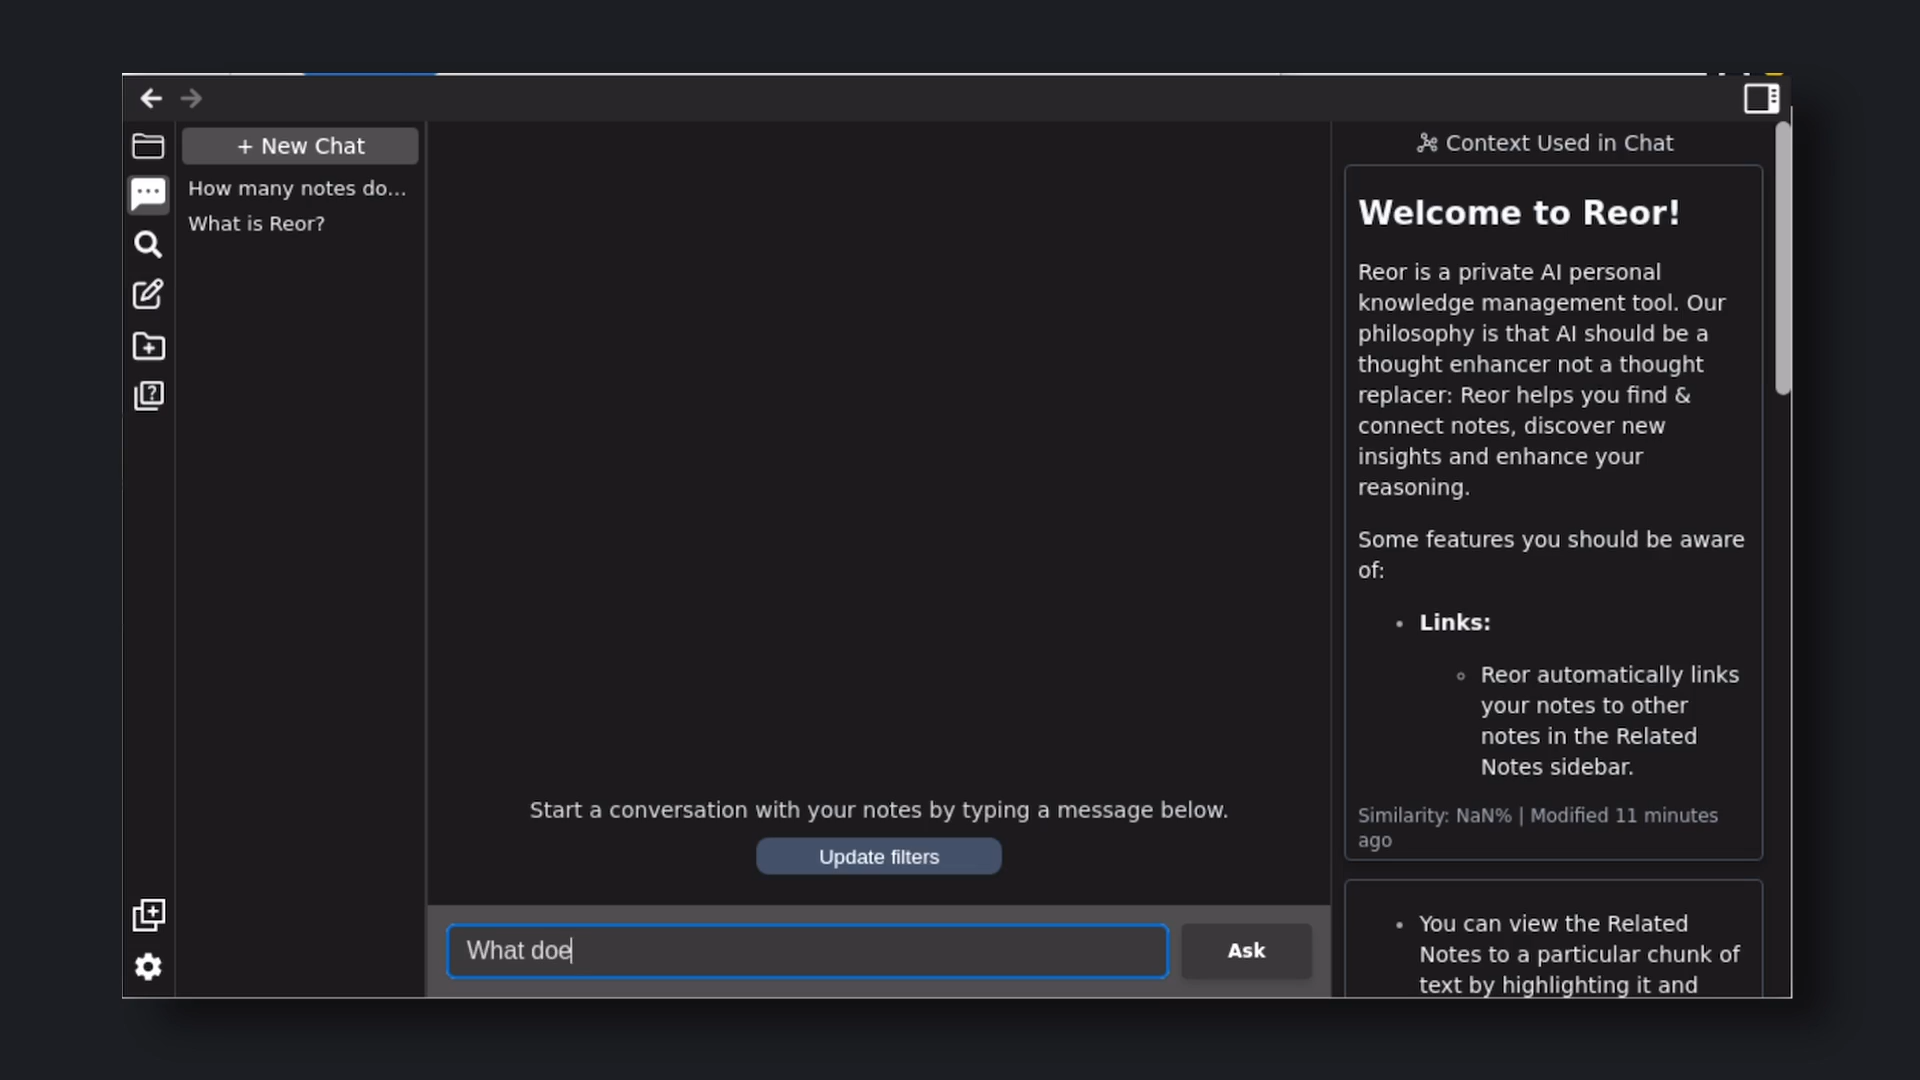 + New Chat
How many notes do...
What is Reor?
Start a conversation with your notes by typing a message below.
Update filters
What doe
Ask
Context Used in Chat
Welcome to Reor!
Reor is a private AI personal
knowledge management tool. Our
philosophy is that AI should be a
thought enhancer not a thought
replacer: Reor helps you find &
connect notes, discover new
insights and enhance your
reasoning.
Some features you should be aware
of:
• Links:
◦ Reor automatically links
your notes to other
notes in the Related
Notes sidebar.
Similarity: NaN% | Modified 11 minutes
ago
• You can view the Related
Notes to a particular chunk of
text by highlighting it and